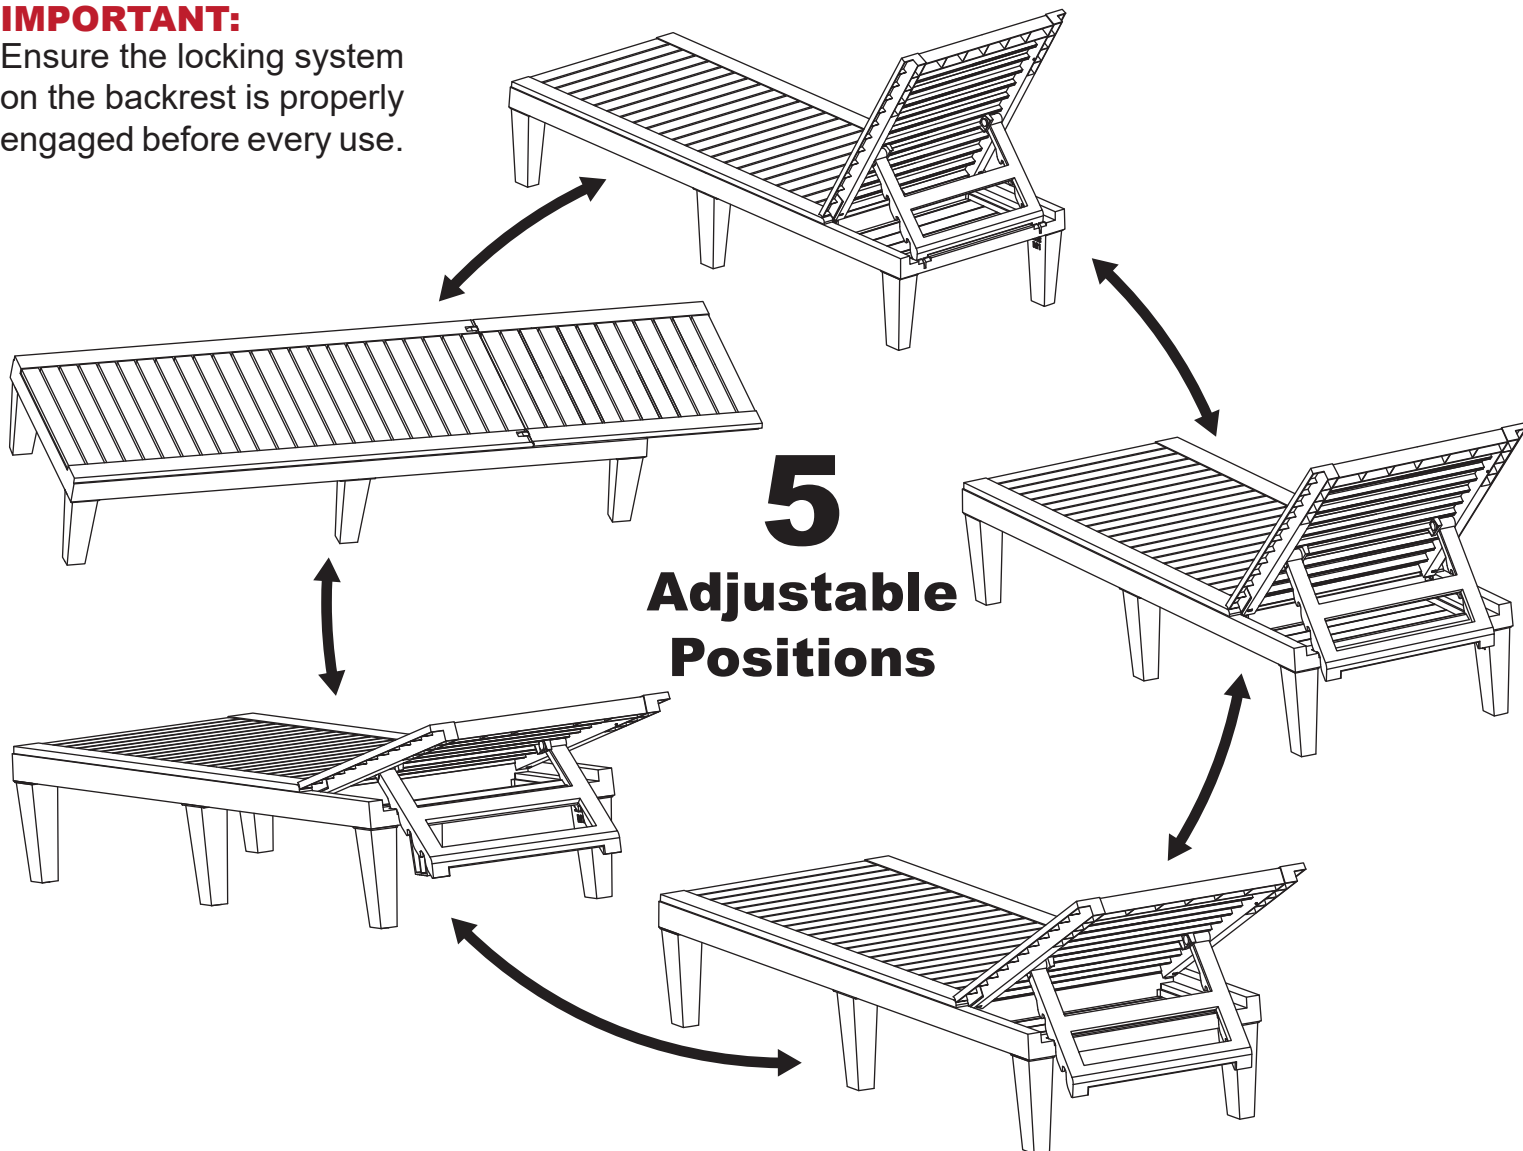 IMPORTANT:
Ensure the locking system
on the backrest is properly
engaged before every use.
5
Adjustable
Positions